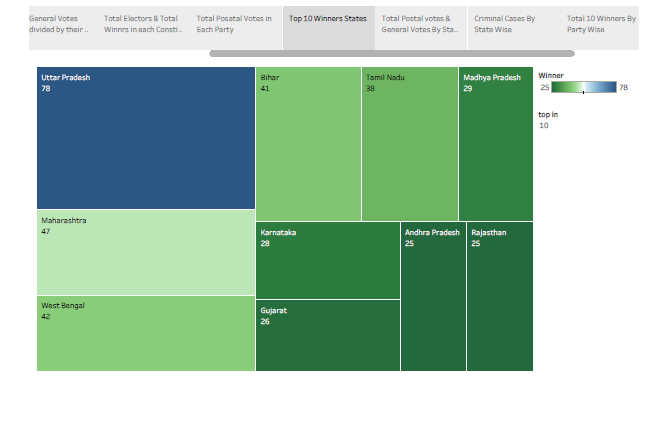 General Votes
divided by their ..
Total Electors & Total
Winnrs in each Consti...
Total Posatal Votes in
Each Party
Top 10 Winners States
Total Postal votes &
General Votes By Sta...
Criminal Cases By
State Wise
Total 10 Winners By
Party Wise
Uttar Pradesh
78
Bihar
41
Tamil Nadu
38
Madhya Pradesh
29
Maharashtra
47
West Bengal
42
Karnataka
28
Gujarat
26
Andhra Pradesh
25
Rajasthan
25
Winner
25 78
top in
10